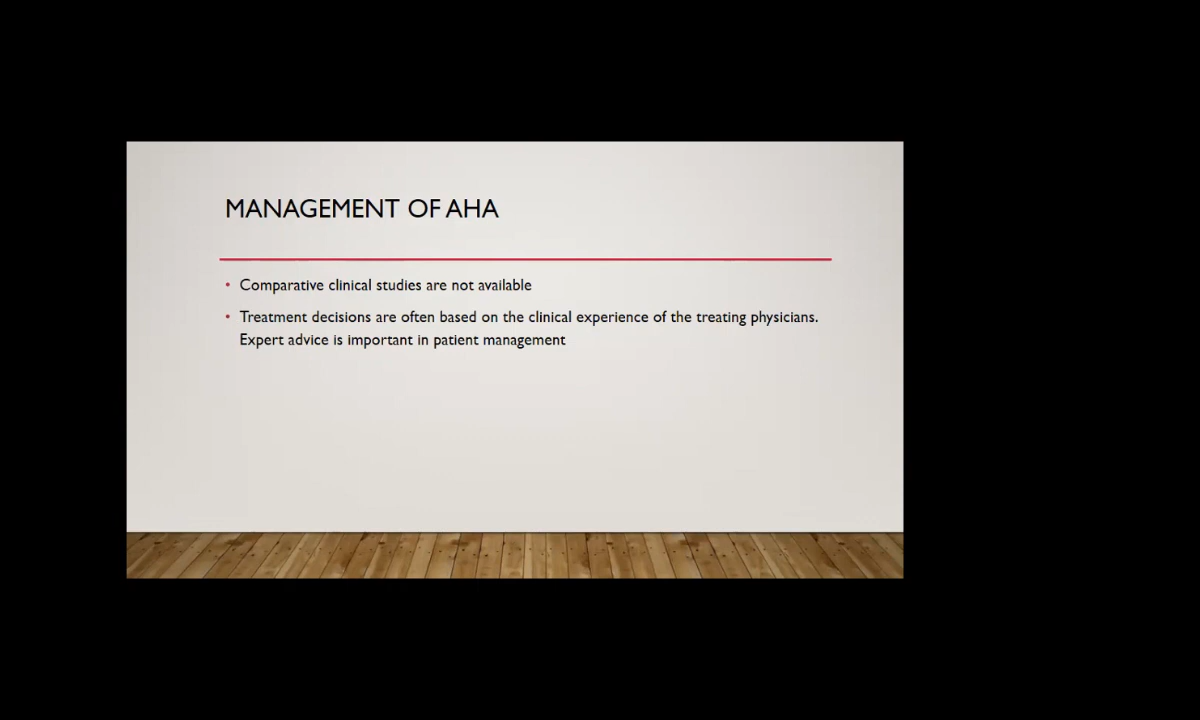 MANAGEMENT OF AHA
• Comparative clinical studies are not available
• Treatment decisions are often based on the clinical experience of the treating physicians.
Expert advice is important in patient management